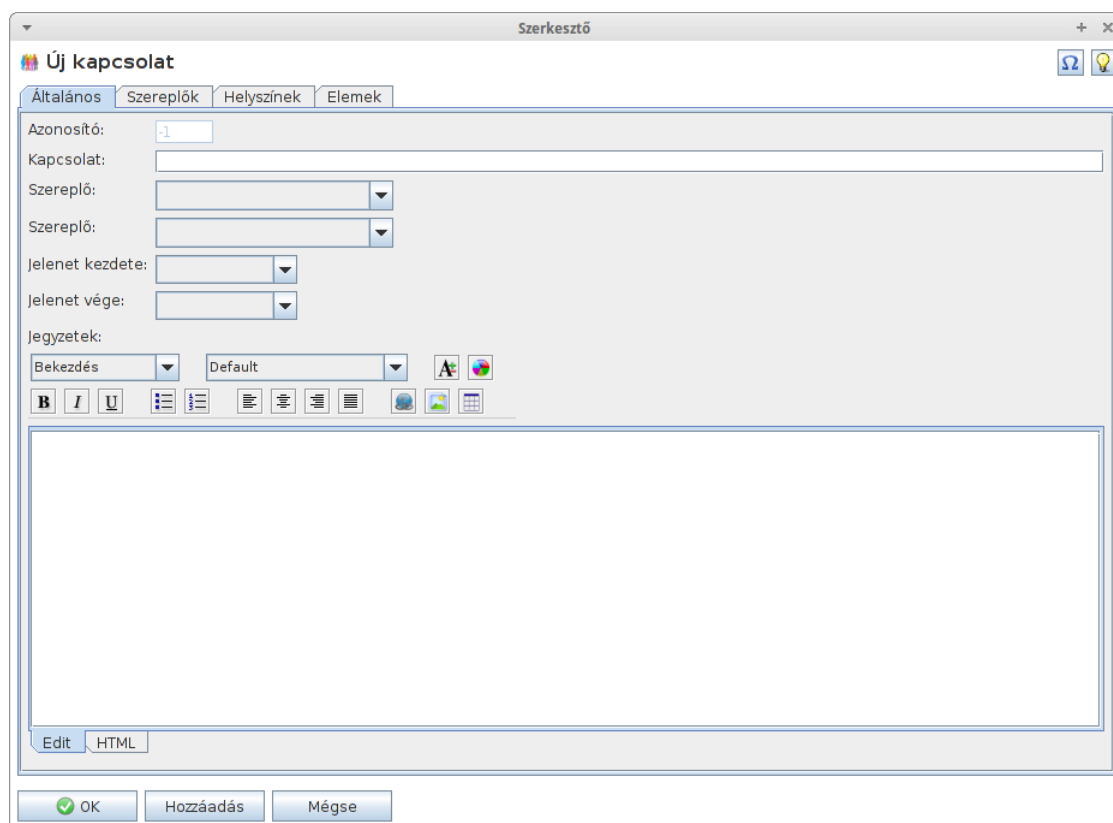 Szerkesztő
Új kapcsolat
Általános Szereplők Helyszínek Elemek
Azonosító: -1
Kapcsolat:
Szereplő:
Szereplő:
Jelenet kezdete:
Jelenet vége:
Jegyzetek:
Bekezdés Default
B I U
Edit HTML
OK Hozzáadás Mégse